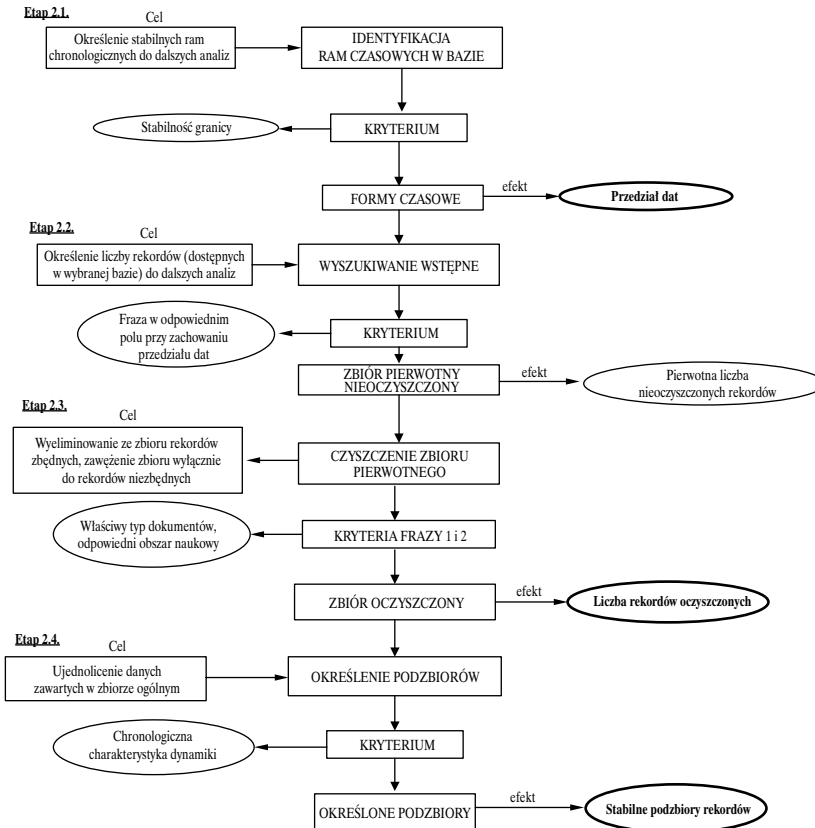 Etap 2.1.
Cel
Określenie stabilnych ram
chronologicznych do dalszych analiz
IDENTYFIKACJA
RAM CZASOWYCH W BAZIE
Stabilność granicy
KRYTERIUM
FORMY CZASOWE
efekt
Przedział dat
Etap 2.2.
Cel
Określenie liczby rekordów (dostępnych
w wybranej bazie) do dalszych analiz
WYSZUKIWANIE WSTĘPNE
Fraza w odpowiednim
polu przy zachowaniu
przedziału dat
KRYTERIUM
ZBIÓR PIERWOTNY
NIEOCZYSZCZONY
efekt
Pierwotna liczba
nieoczyszczonych rekordów
Etap 2.3.
Cel
Wyeliminowanie ze zbioru rekordów
zbędnych, zawężenie zbioru wyłącznie
do rekordów niezbędnych
CZYSZCZENIE ZBIORU
PIERWOTNEGO
Właściwy typ dokumentów,
odpowiedni obszar naukowy
KRYTERIA FRAZY 1 i 2
ZBIÓR OCZYSZCZONY
efekt
Liczba rekordów oczyszczonych
Etap 2.4.
Cel
Ujednolicenie danych
zawartych w zbiorze ogólnym
OKREŚLENIE PODZBIORÓW
Chronologiczna
charakterystyka dynamiki
KRYTERIUM
OKREŚLONE PODZBIORY
efekt
Stabilne podzbiory rekordów